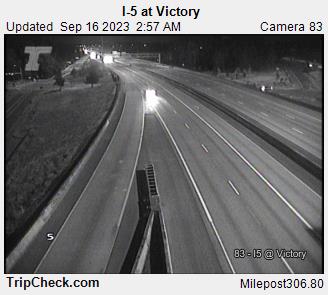 I-5 at Victory
Updated Sep 16 2023 2:57 AM Camera 83
S
83 - I5 @ Victory
TripCheck.com Milepost306.80